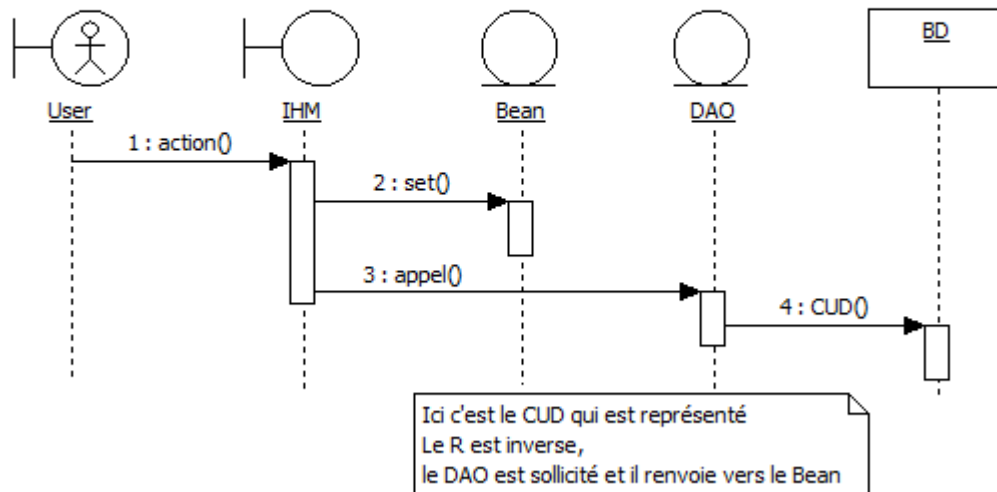 BD
User
IHM
Bean
DAO
1 : action()
2 : set()
3 : appel()
4 : CUD()
Ici c'est le CUD qui est représenté
Le R est inverse,
le DAO est sollicité et il renvoie vers le Bean